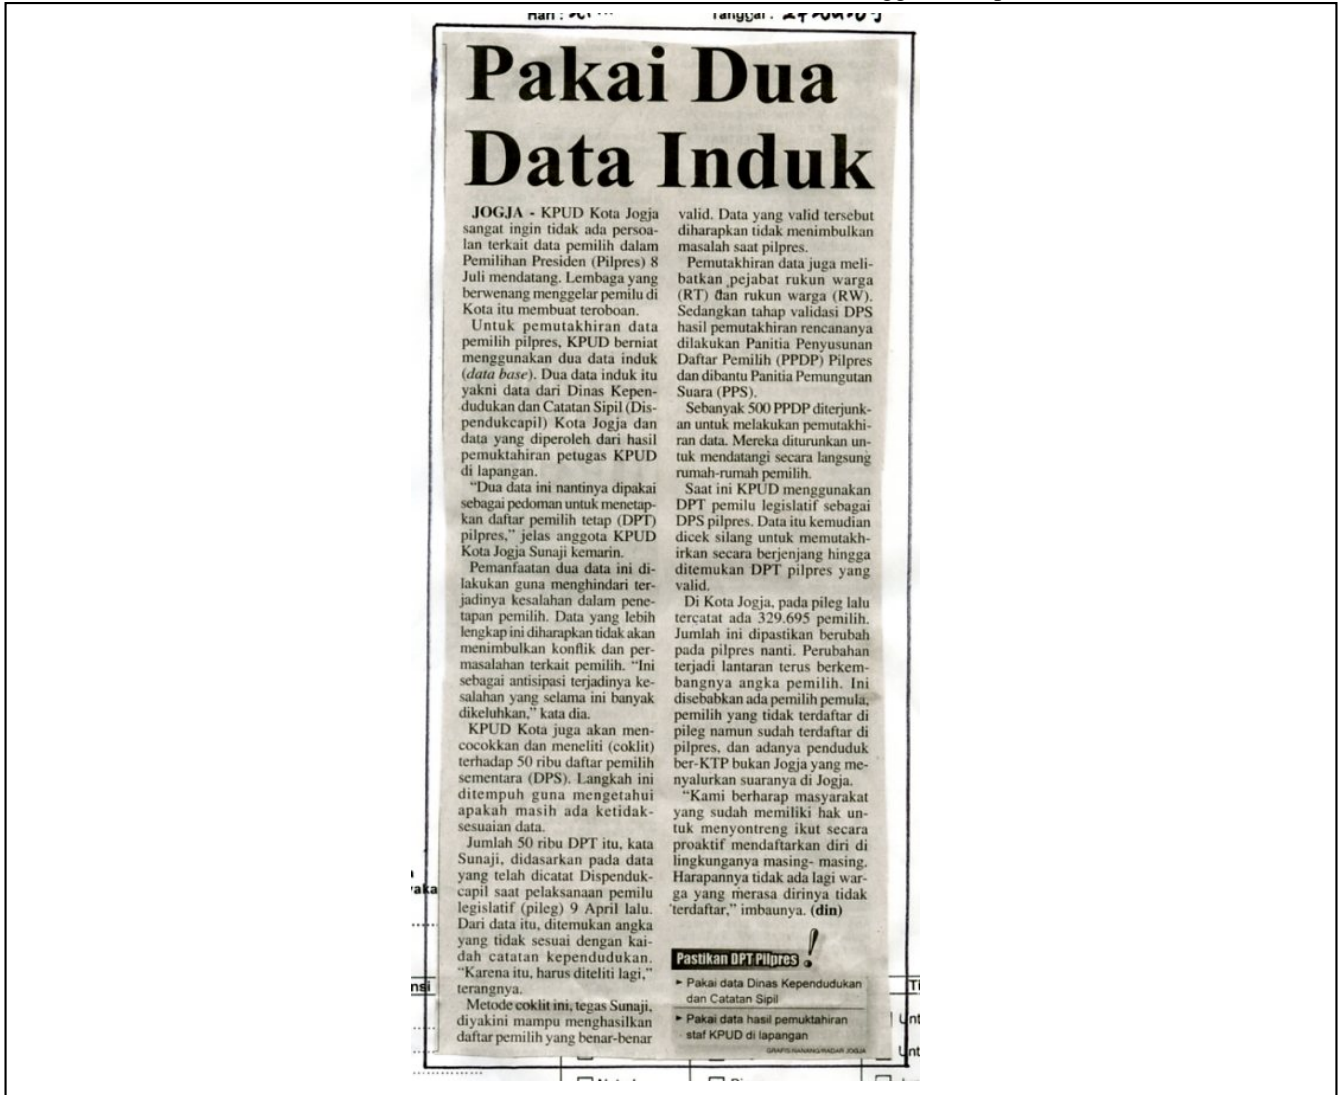 Hari :
Tanggal :
Pakai Dua
Data Induk
JOGJA - KPUD Kota Jogja
sangat ingin tidak ada persoa-
lan terkait data pemilih dalam
Pemilihan Presiden (Pilpres) 8
Juli mendatang. Lembaga yang
berwenang menggelar pemilu di
Kota itu membuat teroboan.
Untuk pemutakhiran data
pemilih pilpres, KPUD berniat
menggunakan dua data induk
(data base). Dua data induk itu
yakni data dari Dinas Kepen-
dudukan dan Catatan Sipil (Dis-
pendukcapil) Kota Jogja dan
data yang diperoleh dari hasil
pemuktahiran petugas KPUD
di lapangan.
“Dua data ini nantinya dipakai
sebagai pedoman untuk menetap-
kan daftar pemilih tetap (DPT)
pilpres,” jelas anggota KPUD
Kota Jogja Sunaji kemarin.
Pemanfaatan dua data ini di-
lakukan guna menghindari ter-
jadinya kesalahan dalam pene-
tapan pemilih. Data yang lebih
lengkap ini diharapkan tidak akan
menimbulkan konflik dan per-
masalahan terkait pemilih. “Ini
sebagai antisipasi terjadinya ke-
salahan yang selama ini banyak
dikeluhkan,” kata dia.
KPUD Kota juga akan men-
cocokkan dan meneliti (coklit)
terhadap 50 ribu daftar pemilih
sementara (DPS). Langkah ini
ditempuh guna mengetahui
apakah masih ada ketidak-
sesuaian data.
Jumlah 50 ribu DPT itu, kata
Sunaji, didasarkan pada data
yang telah dicatat Dispenduk-
capil saat pelaksanaan pemilu
legislatif (pileg) 9 April lalu.
Dari data itu, ditemukan angka
yang tidak sesuai dengan kai-
dah catatan kependudukan.
“Karena itu, harus diteliti lagi,”
terangnya.
Metode coklit ini, tegas Sunaji,
diyakini mampu menghasilkan
daftar pemilih yang benar-benar
valid. Data yang valid tersebut
diharapkan tidak menimbulkan
masalah saat pilpres.
Pemutakhiran data juga meli-
batkan pejabat rukun warga
(RT) dan rukun warga (RW).
Sedangkan tahap validasi DPS
hasil pemutakhiran rencananya
dilakukan Panitia Penyusunan
Daftar Pemilih (PPDP) Pilpres
dan dibantu Panitia Pemungutan
Suara (PPS).
Sebanyak 500 PPDP diterjunk-
an untuk melakukan pemutakhi-
ran data. Mereka diturunkan un-
tuk mendatangi secara langsung
rumah-rumah pemilih.
Saat ini KPUD menggunakan
DPT pemilu legislatif sebagai
DPS pilpres. Data itu kemudian
dicek silang untuk memutakh-
irkan secara berjenjang hingga
ditemukan DPT pilpres yang
valid.
Di Kota Jogja, pada pileg lalu
tercatat ada 329.695 pemilih.
Jumlah ini dipastikan berubah
pada pilpres nanti. Perubahan
terjadi lantaran terus berkem-
bangnya angka pemilih. Ini
disebabkan ada pemilih pemula,
pemilih yang tidak terdaftar di
pileg namun sudah terdaftar di
pilpres, dan adanya penduduk
ber-KTP bukan Jogja yang me-
nyalurkan suaranya di Jogja.
“Kami berharap masyarakat
yang sudah memiliki hak un-
tuk menyontreng ikut secara
proaktif mendaftarkan diri di
lingkunganya masing- masing.
Harapannya tidak ada lagi war-
ga yang merasa dirinya tidak
terdaftar,” imbaunya. (din)
Pastikan DPT Pilpres !
► Pakai data Dinas Kependudukan
dan Catatan Sipil
► Pakai data hasil pemuktahiran
staf KPUD di lapangan
GRAFIS:NANANG/RADAR JOGJA